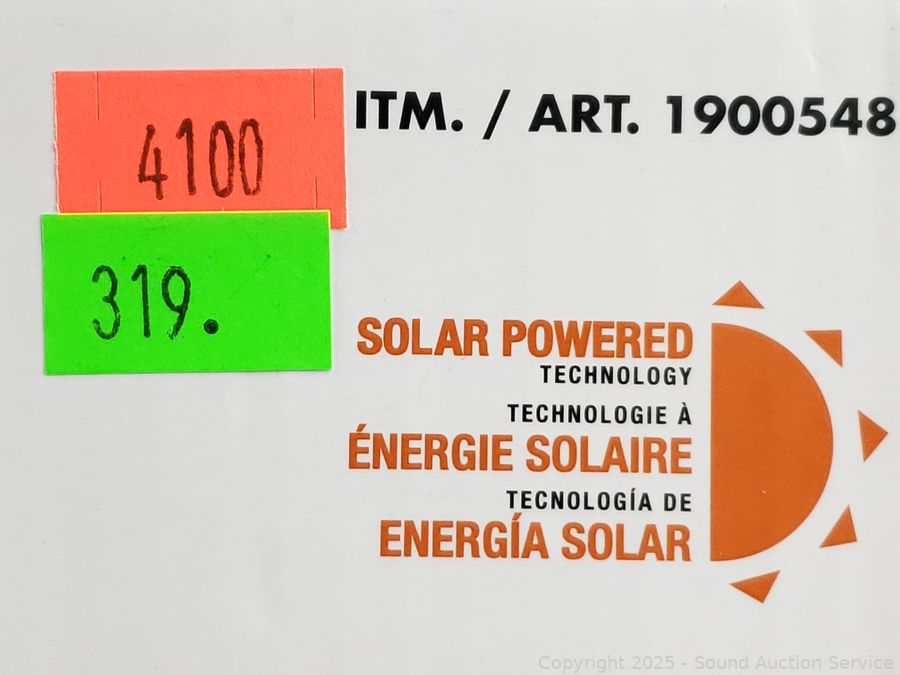 4100
ITM. / ART. 1900548
319.
SOLAR POWERED
TECHNOLOGY
TECHNOLOGIE À
ÉNERGIE SOLAIRE
TECNOLOGÍA DE
ENERGÍA SOLAR
Copyright 2025 - Sound Auction Service